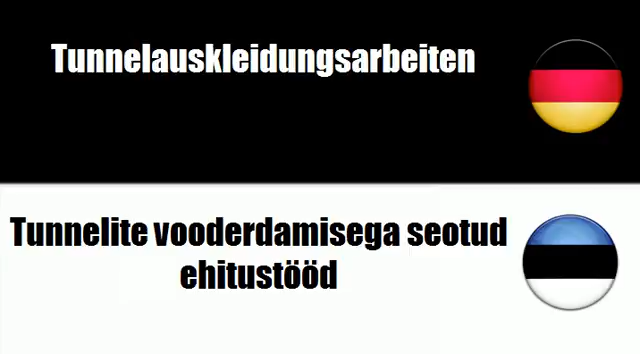 Tunnelauskleidungsarbeiten
Tunnelite vooderdamisega seotud
ehitustööd